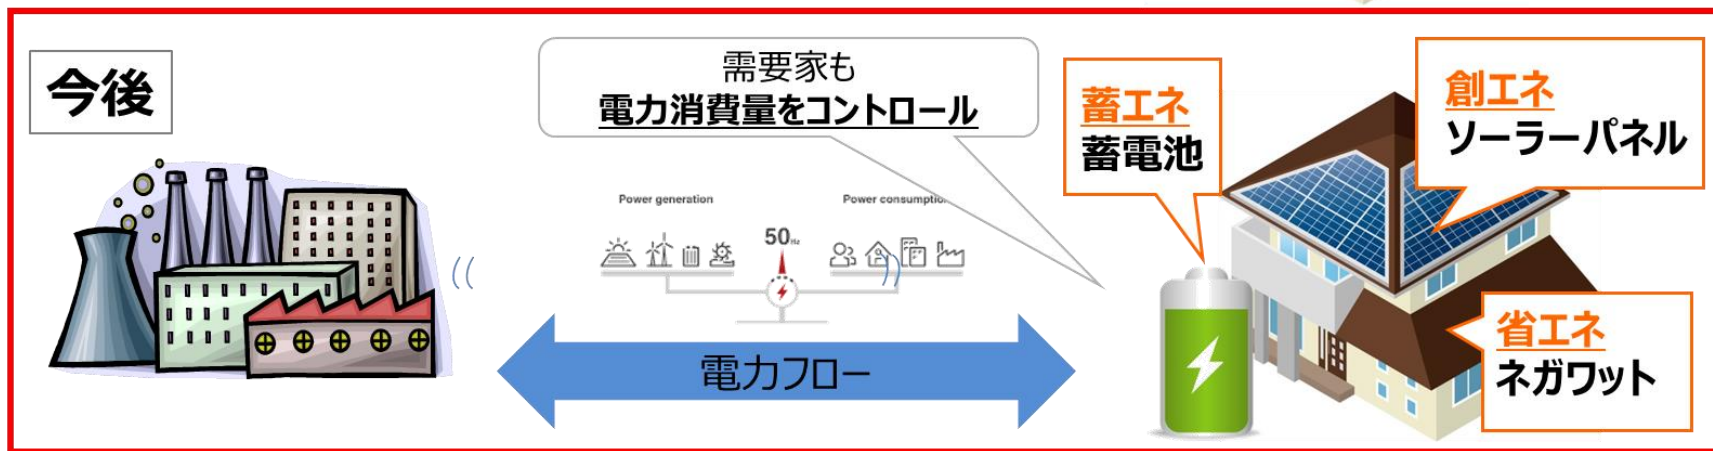 今後
需要家も
電力消費量をコントロール
蓄エネ
蓄電池
創エネ
ソーラーパネル
Power generation
Power consumption
50Hz
電力フロー
省エネ
ネガワット